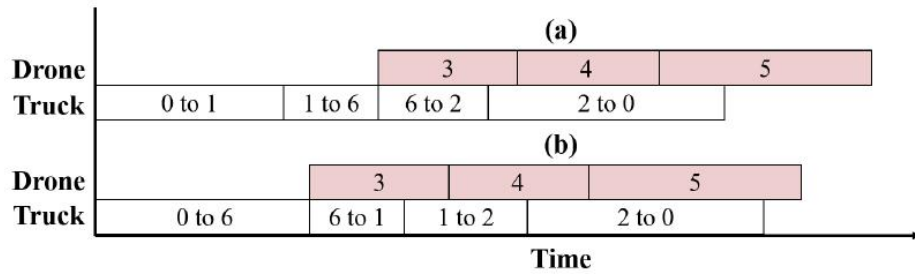 (a)
Drone 3 4 5
Truck 0 to 1 1 to 6 6 to 2 2 to 0
(b)
Drone 3 4 5
Truck 0 to 6 6 to 1 1 to 2 2 to 0
Time